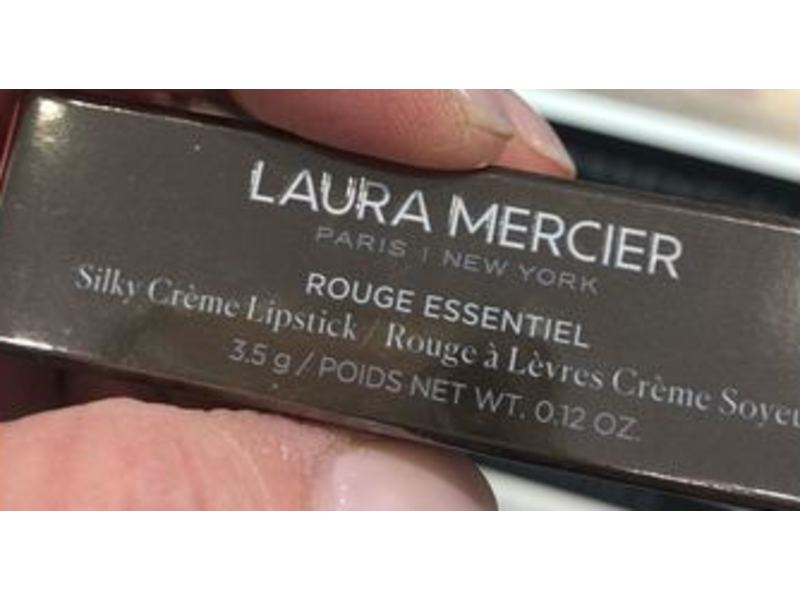 LAURA MERCIER
PARIS | NEW YORK
ROUGE ESSENTIEL
Silky Crème Lipstick / Rouge à Lèvres Crème Soyeu
3.5 g / POIDS NET WT. 0.12 OZ.